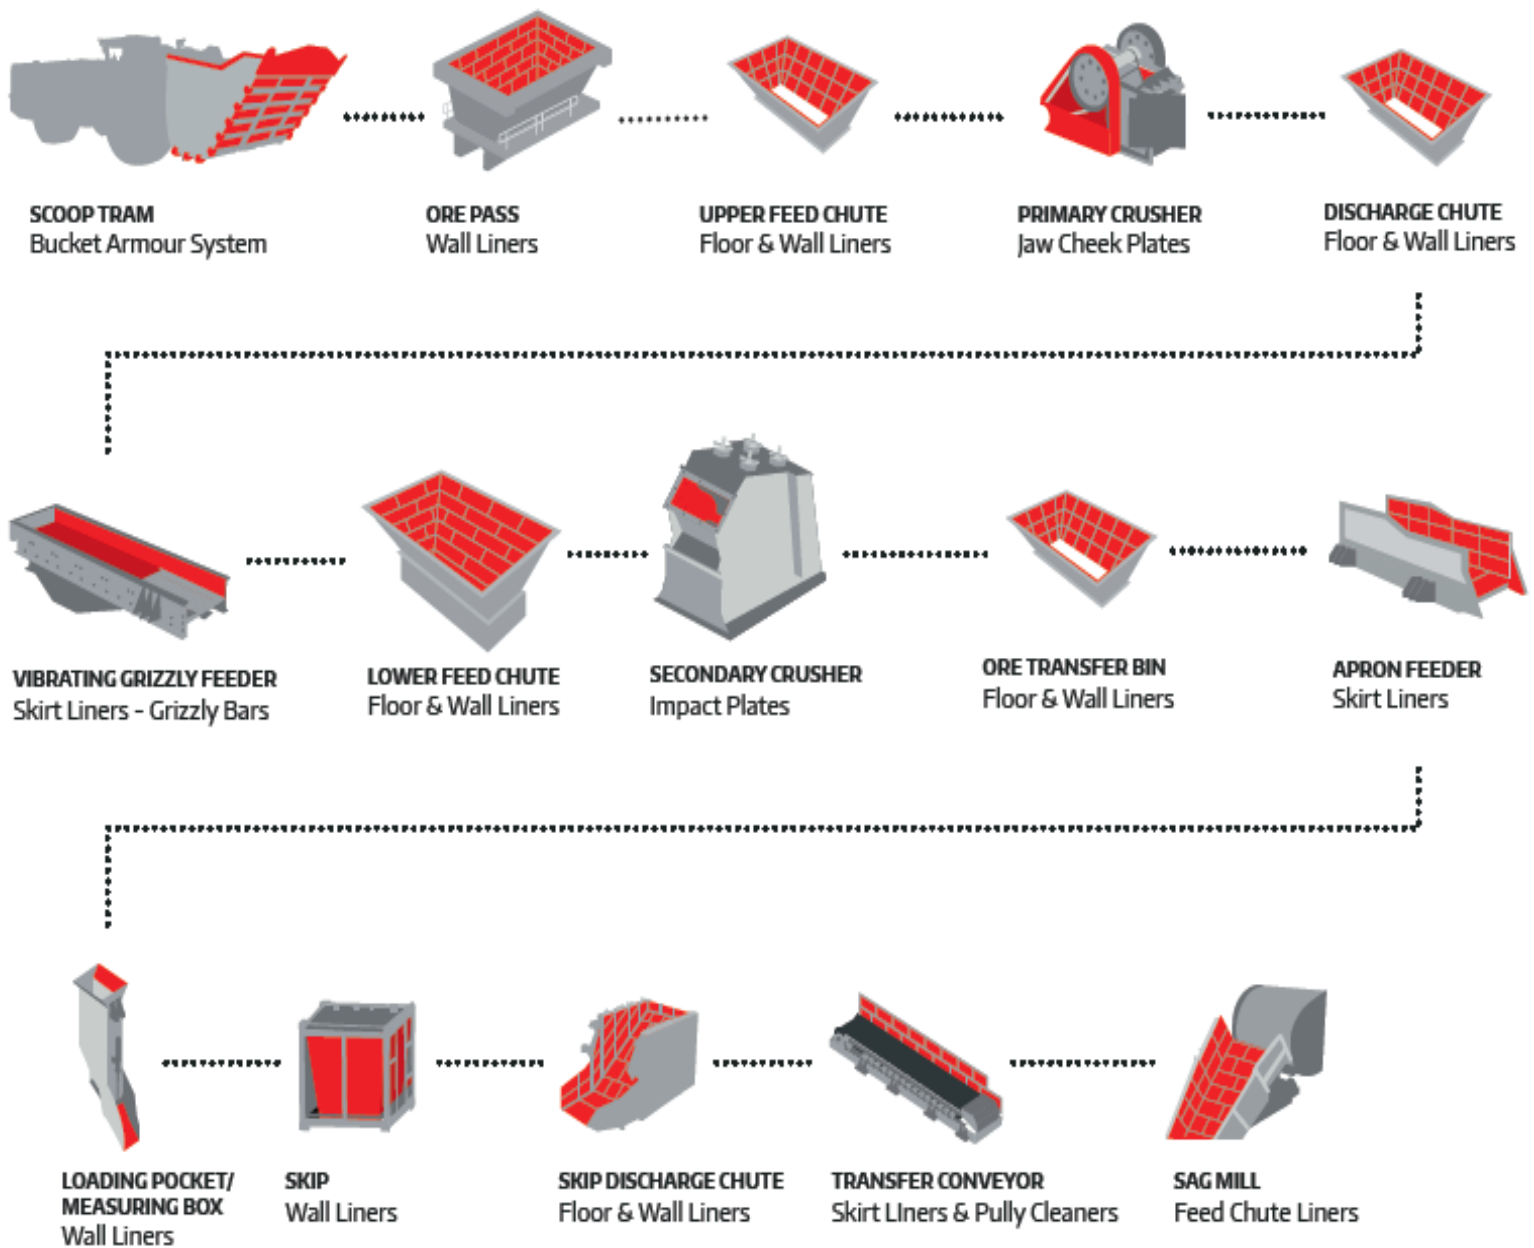 SCOOP TRAM
Bucket Armour System
ORE PASS
Wall Liners
UPPER FEED CHUTE
Floor & Wall Liners
PRIMARY CRUSHER
Jaw Cheek Plates
DISCHARGE CHUTE
Floor & Wall Liners
VIBRATING GRIZZLY FEEDER
Skirt Liners - Grizzly Bars
LOWER FEED CHUTE
Floor & Wall Liners
SECONDARY CRUSHER
Impact Plates
ORE TRANSFER BIN
Floor & Wall Liners
APRON FEEDER
Skirt Liners
LOADING POCKET/
MEASURING BOX
Wall Liners
SKIP
Wall Liners
SKIP DISCHARGE CHUTE
Floor & Wall Liners
TRANSFER CONVEYOR
Skirt LIners & Pully Cleaners
SAG MILL
Feed Chute Liners